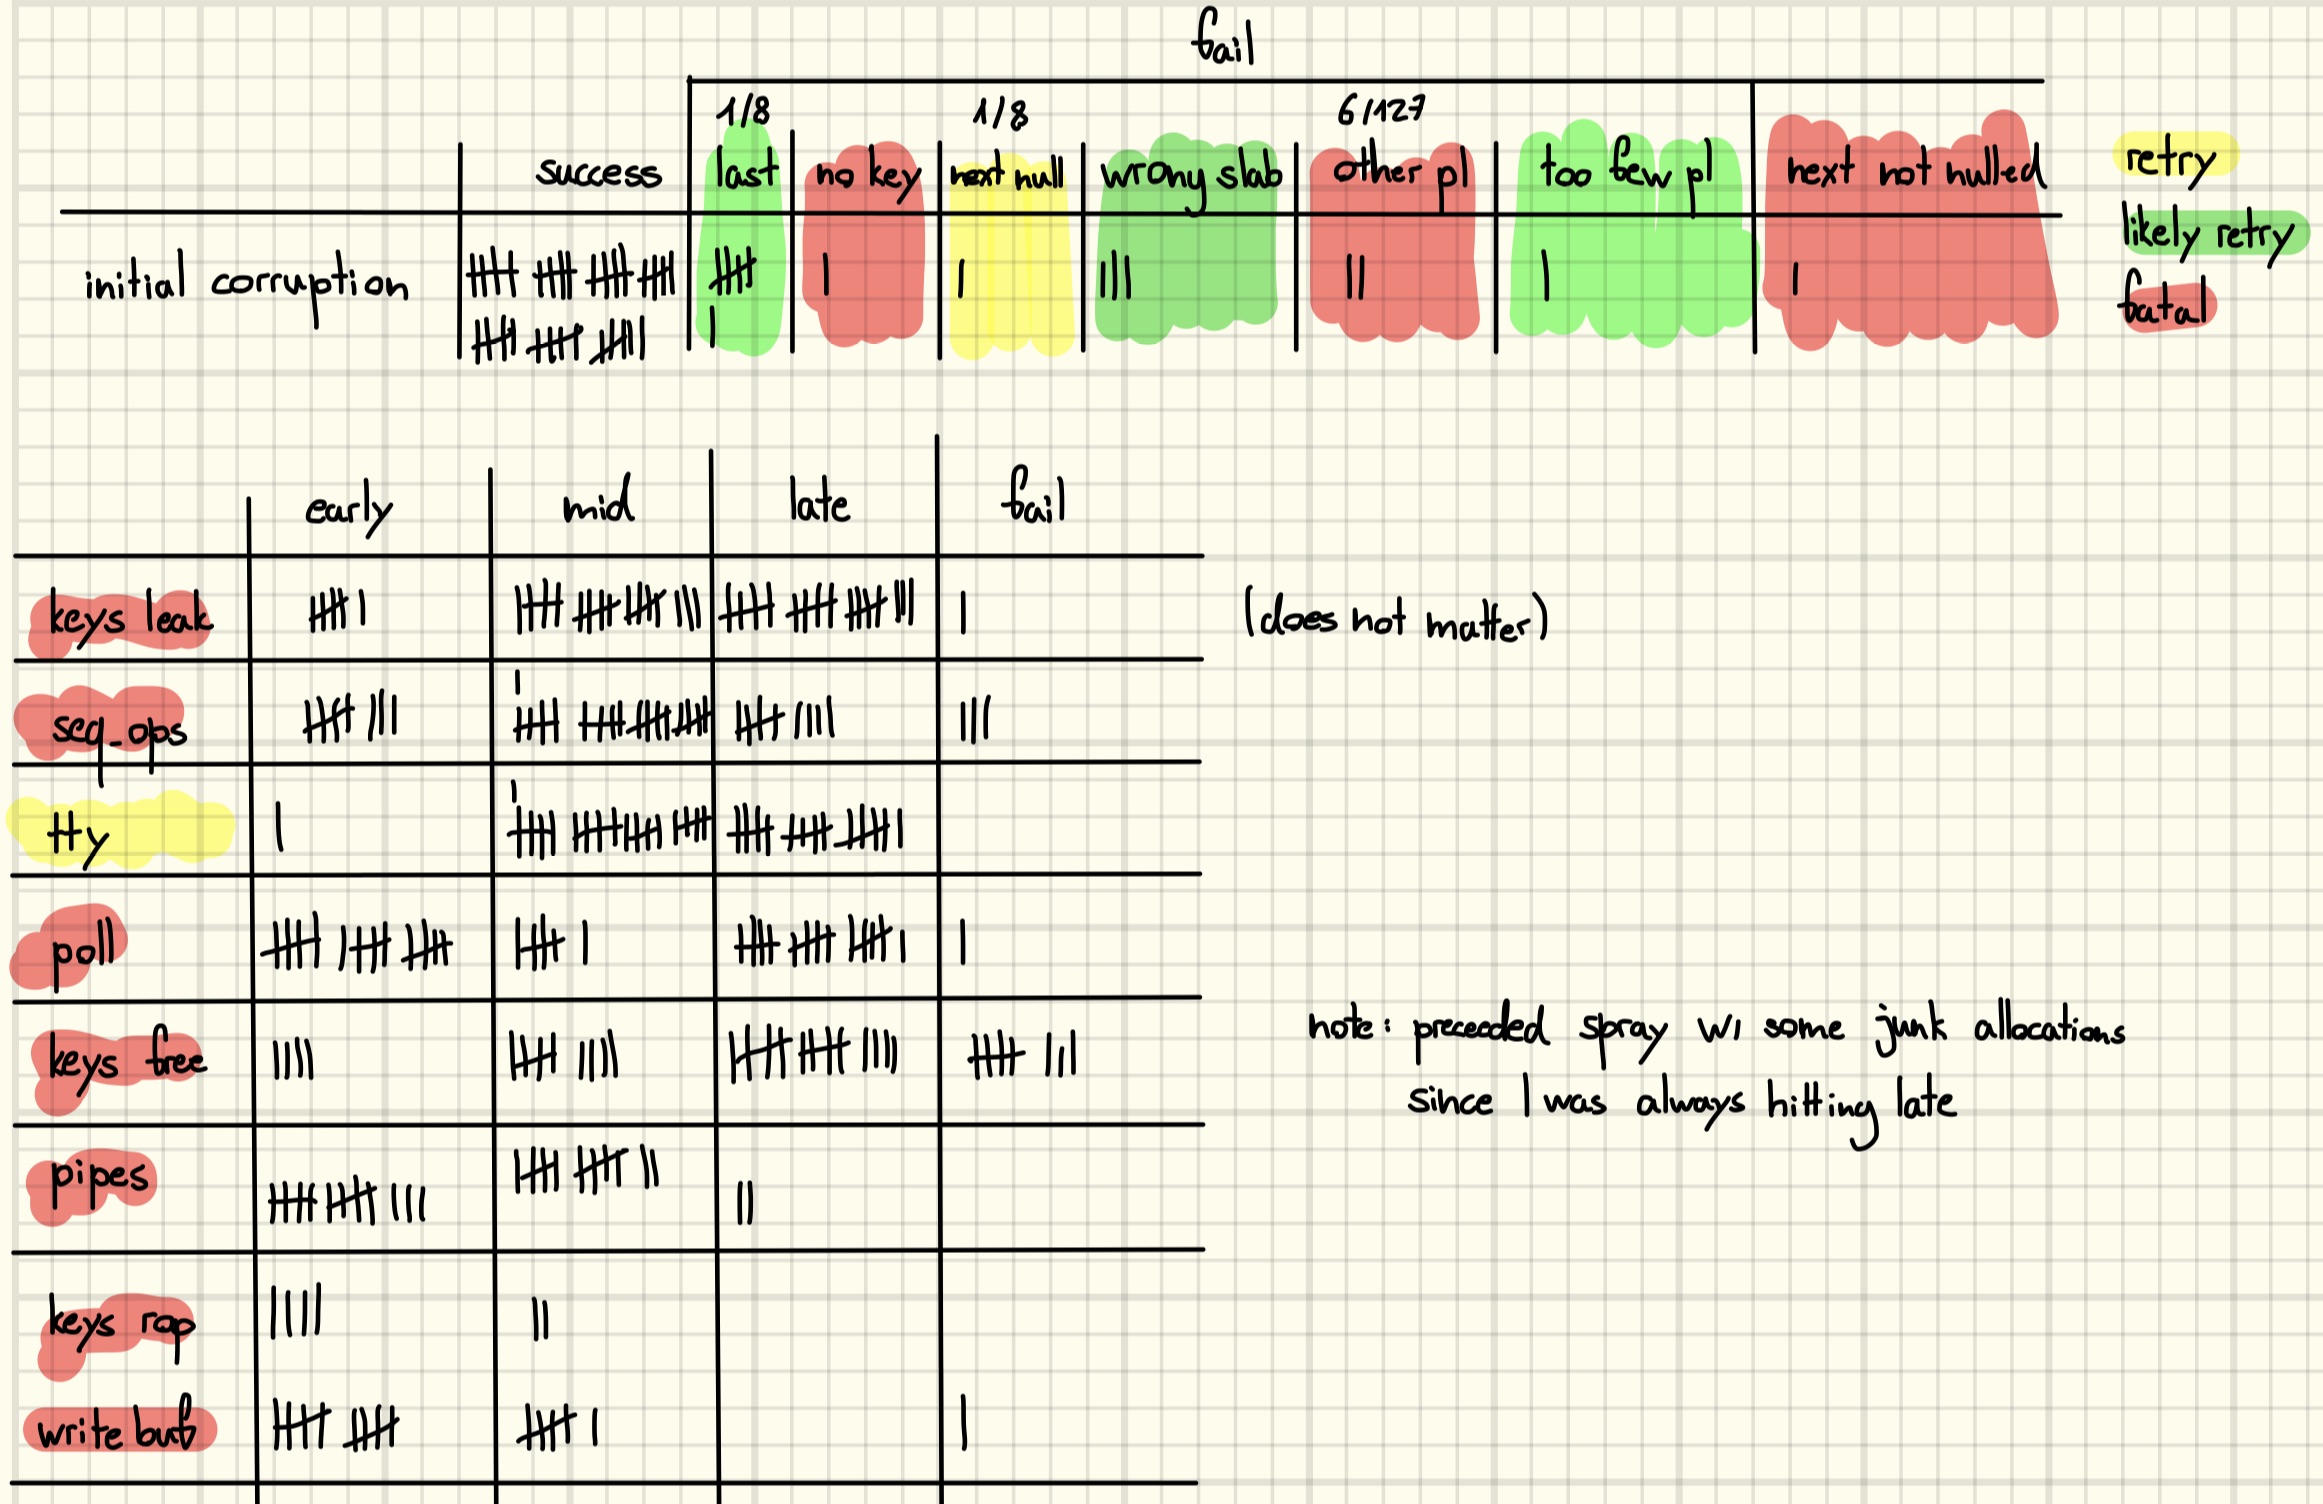 fail
1/8 1/8 6/127
success last no key next null wrong slab other pl too few pl next not nulled retry
likely retry
initial corruption fatal
early mid late fail
keys leak (does not matter)
seq_ops
tty
poll
note: preceeded spray w/ some junk allocations
keys free
since I was always hitting late
pipes
keys rop
write buf